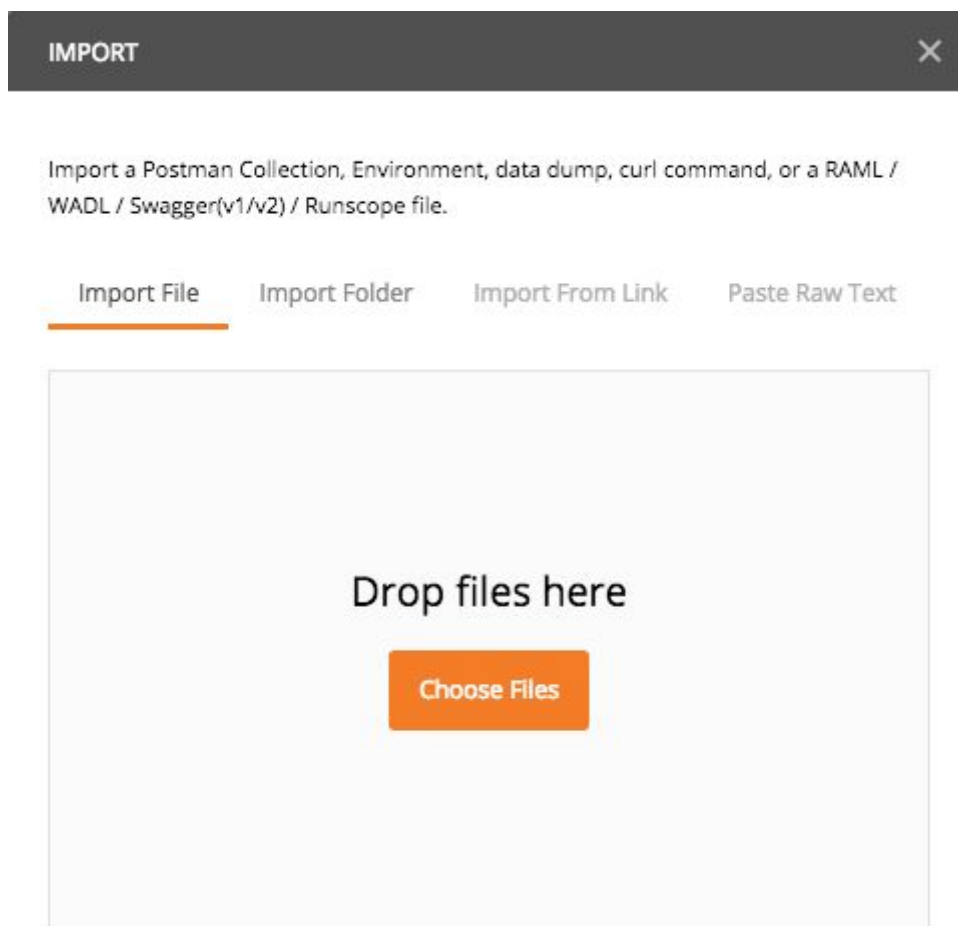 IMPORT
Import a Postman Collection, Environment, data dump, curl command, or a RAML /
WADL / Swagger(v1/v2) / Runscope file.
Import File Import Folder Import From Link Paste Raw Text
Drop files here
Choose Files